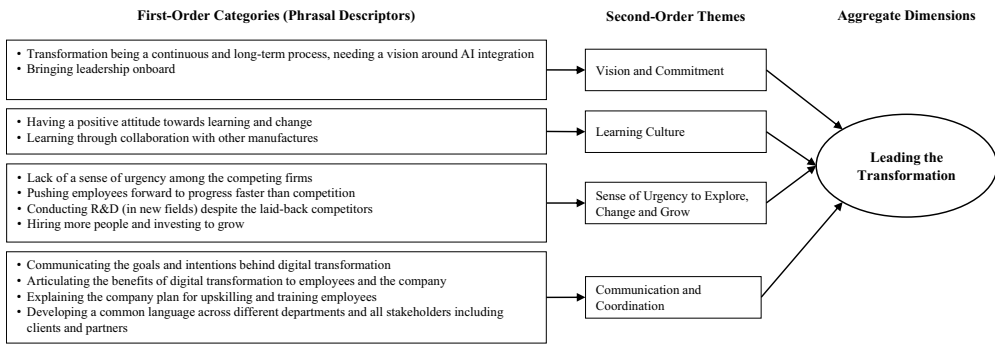 First-Order Categories (Phrasal Descriptors)
Second-Order Themes
Aggregate Dimensions
• Transformation being a continuous and long-term process, needing a vision around AI integration
• Bringing leadership onboard
Vision and Commitment
• Having a positive attitude towards learning and change
• Learning through collaboration with other manufactures
Learning Culture
• Lack of a sense of urgency among the competing firms
• Pushing employees forward to progress faster than competition
• Conducting R&D (in new fields) despite the laid-back competitors
• Hiring more people and investing to grow
Sense of Urgency to Explore,
Change and Grow
• Communicating the goals and intentions behind digital transformation
• Articulating the benefits of digital transformation to employees and the company
• Explaining the company plan for upskilling and training employees
• Developing a common language across different departments and all stakeholders including
clients and partners
Communication and
Coordination
Leading the
Transformation